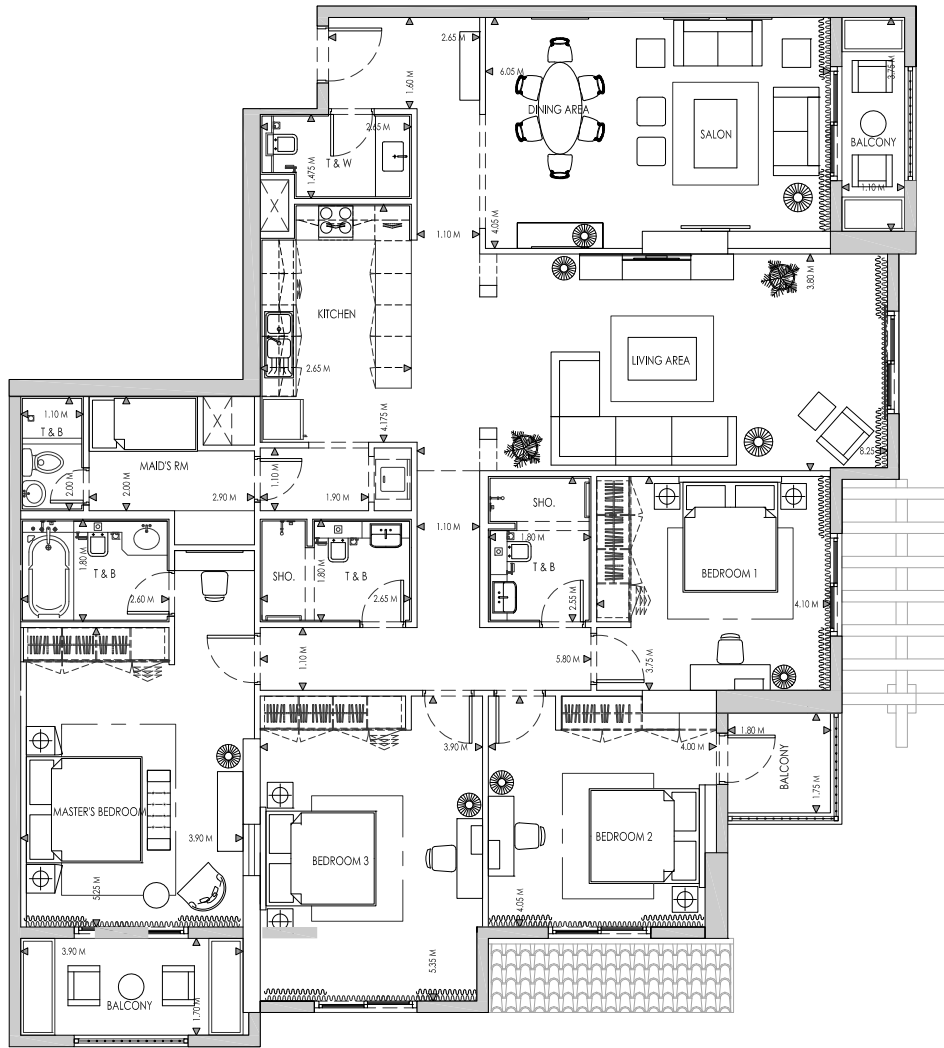 2.65 M
1.60 M
6.05 M
DINING AREA
SALON
3.75 M
BALCONY
1.10 M
2.65 M
T & W
1.475 M
4.05 M
1.10 M
3.80 M
KITCHEN
2.65 M
LIVING AREA
4.175 M
8.25
1.10 M
T & B
2.00 M
MAID'S RM
2.00 M
2.90 M
1.10 M
1.90 M
1.10 M
SHO.
1.80 M
T & B
2.55 M
BEDROOM 1
4.10 M
3.75 M
1.80 M
T & B
2.60 M
SHO.
1.80 M
T & B
2.65 M
1.10 M
5.80 M
3.90 M
4.00 M
1.80 M
BALCONY
1.75 M
MASTER'S BEDROOM
3.90 M
5.25 M
BEDROOM 3
5.35 M
BEDROOM 2
4.05 M
3.90 M
BALCONY
1.70 M